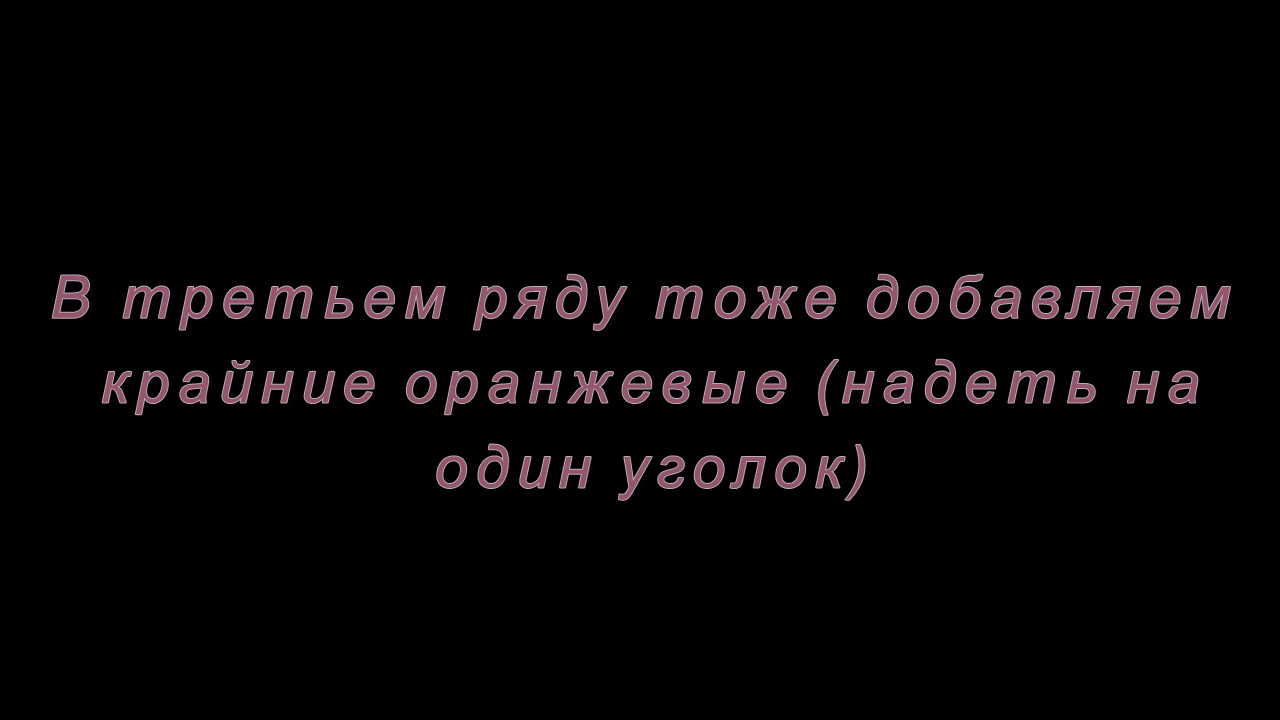 В третьем ряду тоже добавляем
крайние оранжевые (надеть на
один уголок)